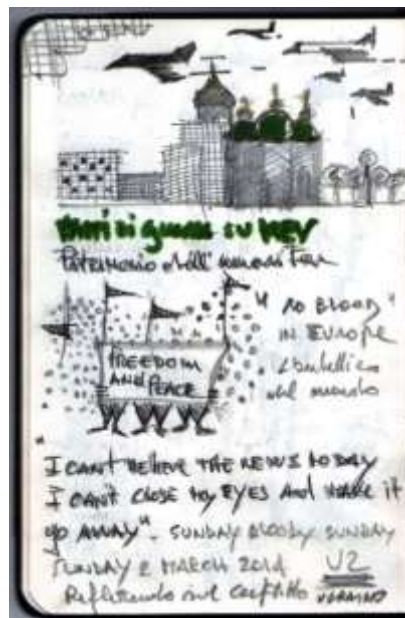 venti di guerra su KIEV
Patrimonio dell'umanità
FREEDOM
AND PEACE
" NO BLOOD"
IN EUROPE
e
nel mondo
"
I CAN'T BELIEVE THE NEWS TODAY
I CAN'T CLOSE MY EYES AND MAKE IT
GO AWAY". SUNDAY BLOODY SUNDAY
SUNDAY 2 MARCH 2014 U2
Riflettendo sul conflitto UCRAINO